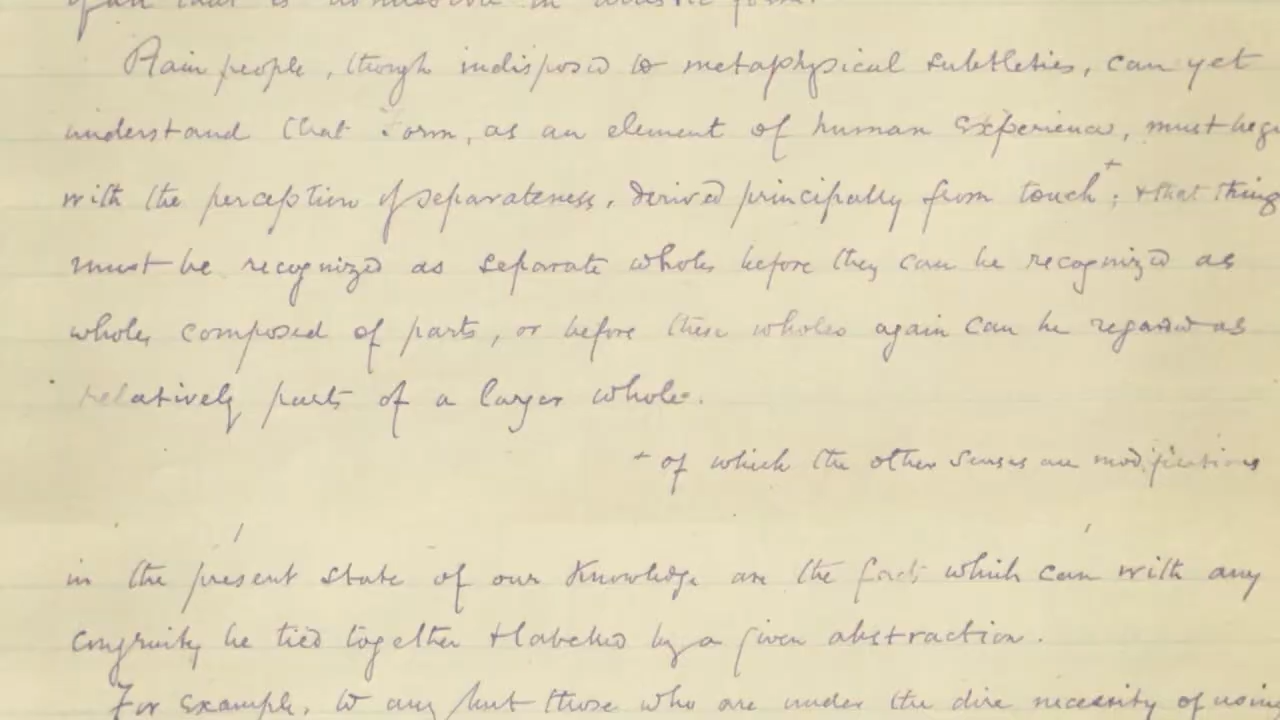 Plain people, though indisposed to metaphysical subtleties, can yet
understand that Form, as an element of human experience, must beg
with the perception of separateness, derived principally from touch+; & that thing
must be recognized as separate wholes before they can be recognized as
wholes composed of parts, or before these wholes again can be regarded as
relatively parts of a larger whole.
+ of which the other senses are modifications
in the present state of our knowledge are the facts which can with any
congruity be tied together & labelled by a given abstraction.
For example, to any but those who are under the dire necessity of using